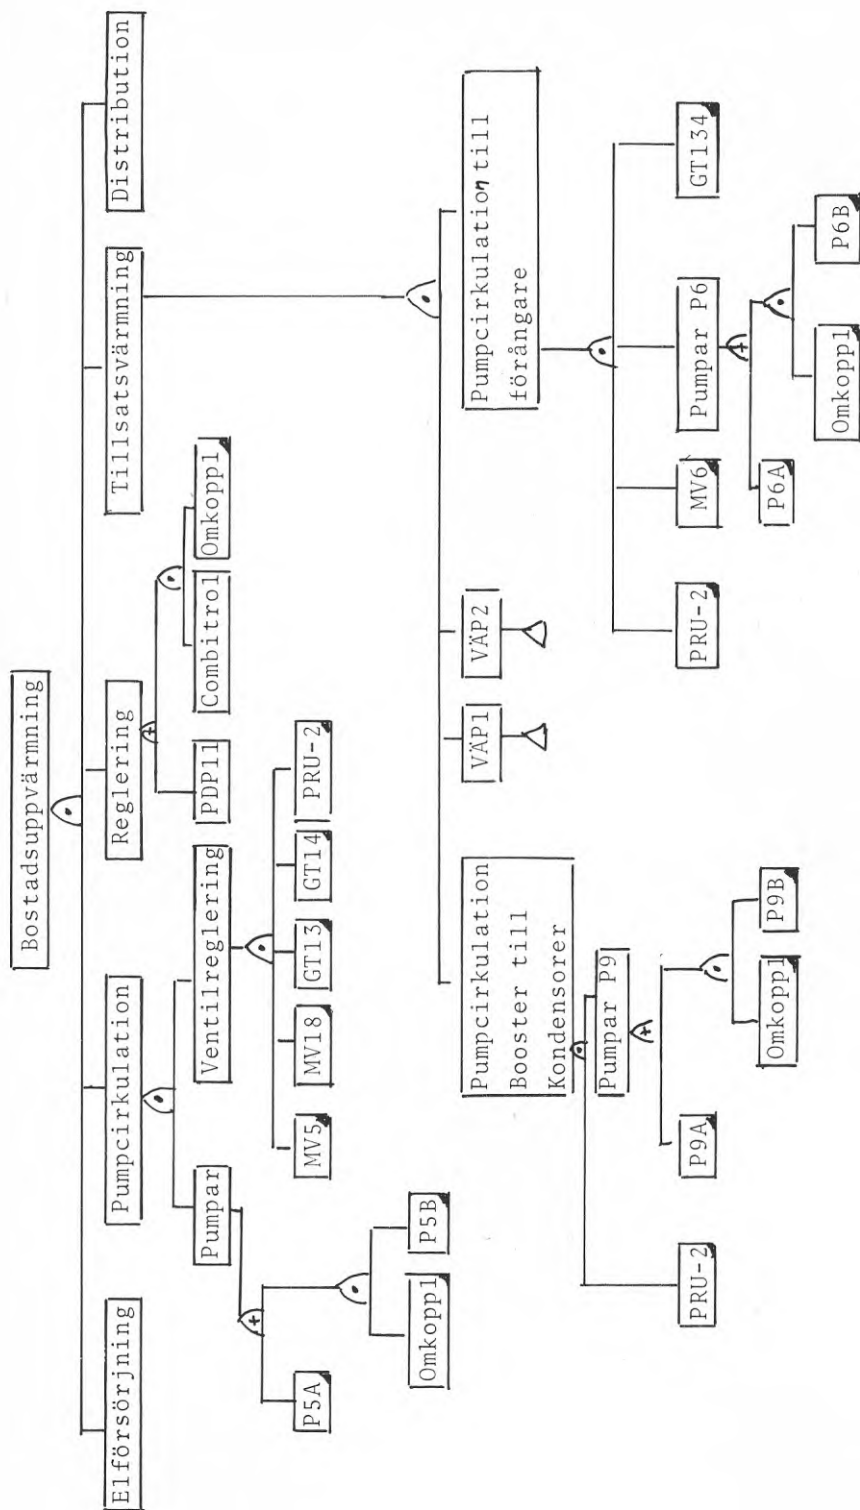 Bostadsuppvärmning
Elförsörjning
Pumpcirkulation
Reglering
Tillsatsvärmning
Distribution
Pumpar
Ventilreglering
PDP11
Combitrol
Omkoppl
P5A
MV5
MV18
GT13
GT14
PRU-2
Omkoppl
P5B
Pumpcirkulation
Booster till
Kondensorer
VÄP1
VÄP2
Pumpcirkulation till
förångare
Pumpar P9
PRU-2
P9A
Omkoppl
P9B
PRU-2
MV6
Pumpar P6
GT134
P6A
Omkoppl
P6B